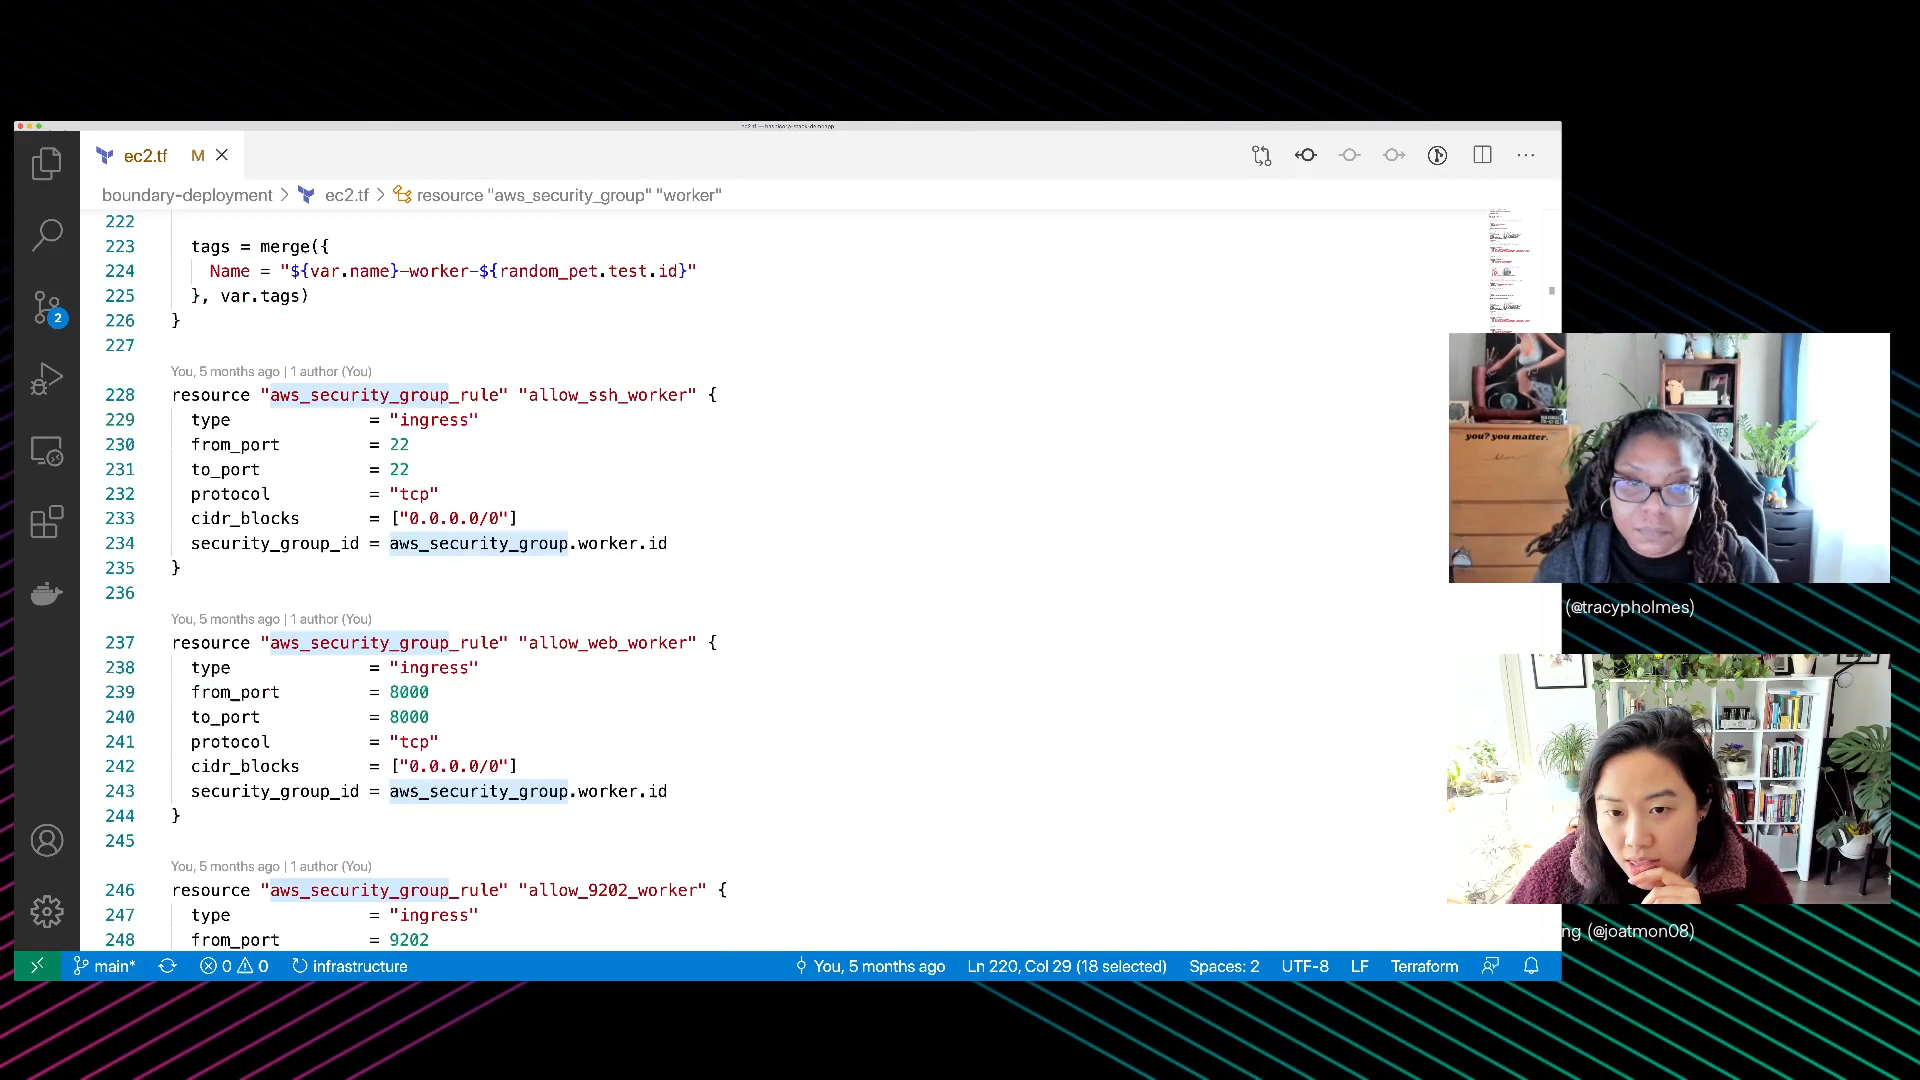 ec2.tf — hashicorp-stack-demoapp
ec2.tf M
boundary-deployment > ec2.tf > resource "aws_security_group" "worker"
222
223 tags = merge({
224 Name = "${var.name}-worker-${random_pet.test.id}"
225 }, var.tags)
226 }
227
You, 5 months ago | 1 author (You)
228 resource "aws_security_group_rule" "allow_ssh_worker" {
229 type = "ingress"
230 from_port = 22
231 to_port = 22
232 protocol = "tcp"
233 cidr_blocks = ["0.0.0.0/0"]
234 security_group_id = aws_security_group.worker.id
235 }
236
You, 5 months ago | 1 author (You)
237 resource "aws_security_group_rule" "allow_web_worker" {
238 type = "ingress"
239 from_port = 8000
240 to_port = 8000
241 protocol = "tcp"
242 cidr_blocks = ["0.0.0.0/0"]
243 security_group_id = aws_security_group.worker.id
244 }
245
You, 5 months ago | 1 author (You)
246 resource "aws_security_group_rule" "allow_9202_worker" {
247 type = "ingress"
248 from_port = 9202
2
main* 0 0 infrastructure You, 5 months ago Ln 220, Col 29 (18 selected) Spaces: 2 UTF-8 LF Terraform
you? you matter.
(@tracypholmes)
ng (@joatmon08)